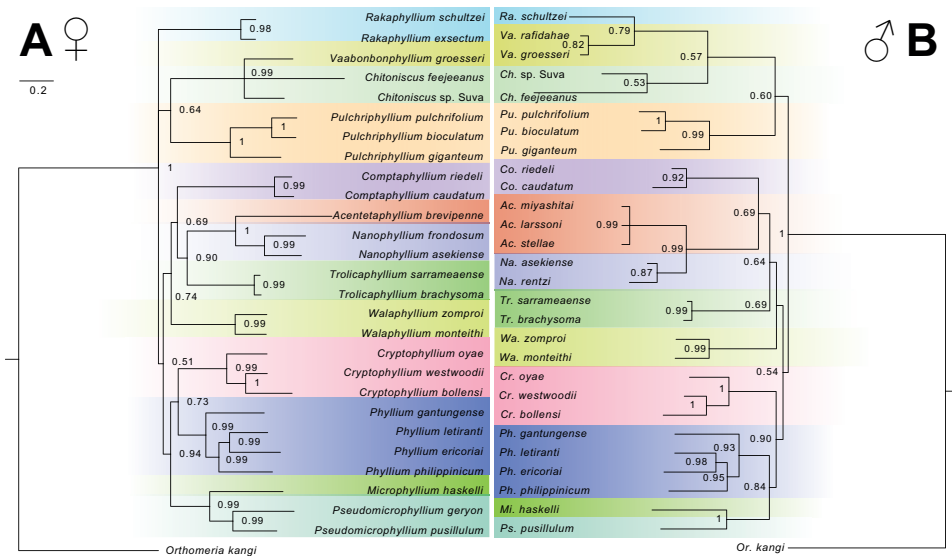 A ♀
0.2
Rakaphyllium schultzei
0.98
Rakaphyllium exsectum
Vaabonbonphyllium groesseri
0.99
Chitoniscus feejeeanus
Chitoniscus sp. Suva
0.64
Pulchriphyllium pulchrifolium
1
Pulchriphyllium bioculatum
1
Pulchriphyllium giganteum
1
Comptaphyllium riedeli
0.99
Comptaphyllium caudatum
0.69
Acentetaphyllium brevipenne
1
Nanophyllium frondosum
0.99
Nanophyllium asekiense
0.90
Trolicaphyllium sarrameaense
0.99
Trolicaphyllium brachysoma
0.74
Walaphyllium zomproi
0.99
Walaphyllium monteithi
Cryptophyllium oyae
0.51
0.99
Cryptophyllium westwoodii
1
Cryptophyllium bollensi
0.73
Phyllium gantungense
0.99
Phyllium letiranti
0.99
Phyllium ericoriai
0.94
0.99
Phyllium philippinicum
Microphyllium haskelli
0.99
Pseudomicrophyllium geryon
0.99
Pseudomicrophyllium pusillulum
Orthomeria kangi
♂ B
Ra. schultzei
0.79
Va. rafidahae
0.82
Va. groesseri
0.57
Ch. sp. Suva
0.53
Ch. feejeeanus
0.60
Pu. pulchrifolium
1
Pu. bioculatum
0.99
Pu. giganteum
Co. riedeli
0.92
Co. caudatum
Ac. miyashitai
0.69
Ac. larssoni
0.99
1
Ac. stellae
0.99
Na. asekiense
0.64
0.87
Na. rentzi
Tr. sarrameaense
0.69
0.99
Tr. brachysoma
Wa. zomproi
0.99
Wa. monteithi
0.54
Cr. oyae
1
Cr. westwoodii
1
Cr. bollensi
Ph. gantungense
0.90
0.93
Ph. letiranti
0.98
Ph. ericoriai
0.95
0.84
Ph. philippinicum
Mi. haskelli
1
Ps. pusillulum
Or. kangi